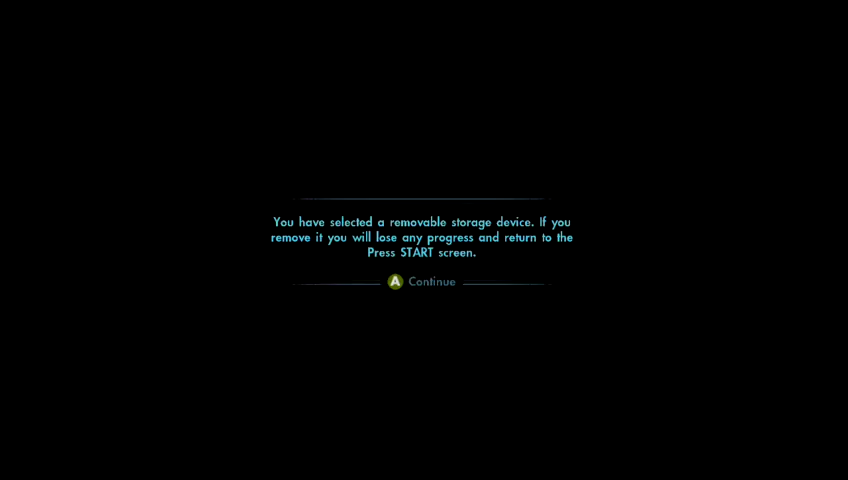 You have selected a removable storage device. If you
remove it you will lose any progress and return to the
Press START screen.
A Continue